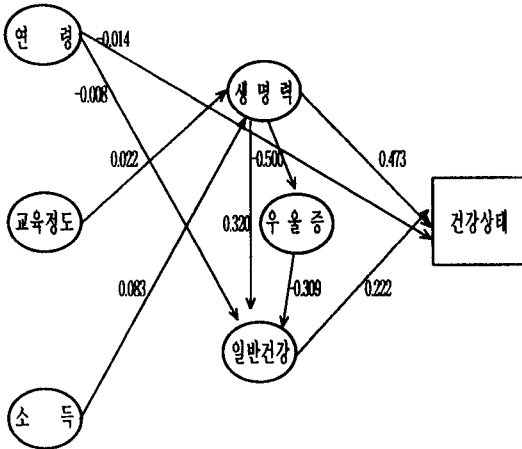 연 령
-0.014
-0.008
생 명 력
0.022
-0.500
0.473
교육정도
0.320
우 울 증
건강상태
0.083
-0.309
0.222
일반건강
소 득